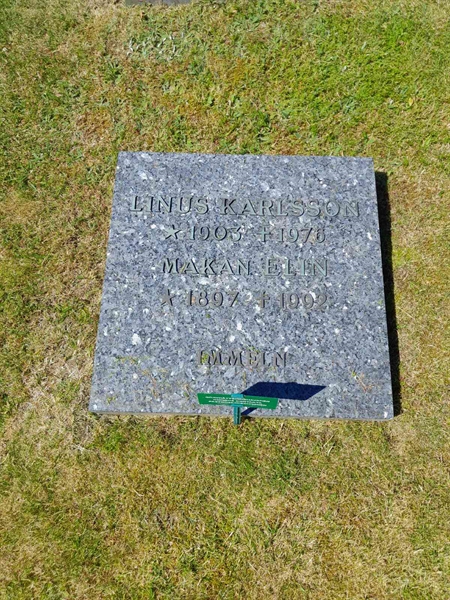 LINUS KARLSSON
* 1903 † 1978
MAKAN ELIN
* 1897 † 1992
IMMELN